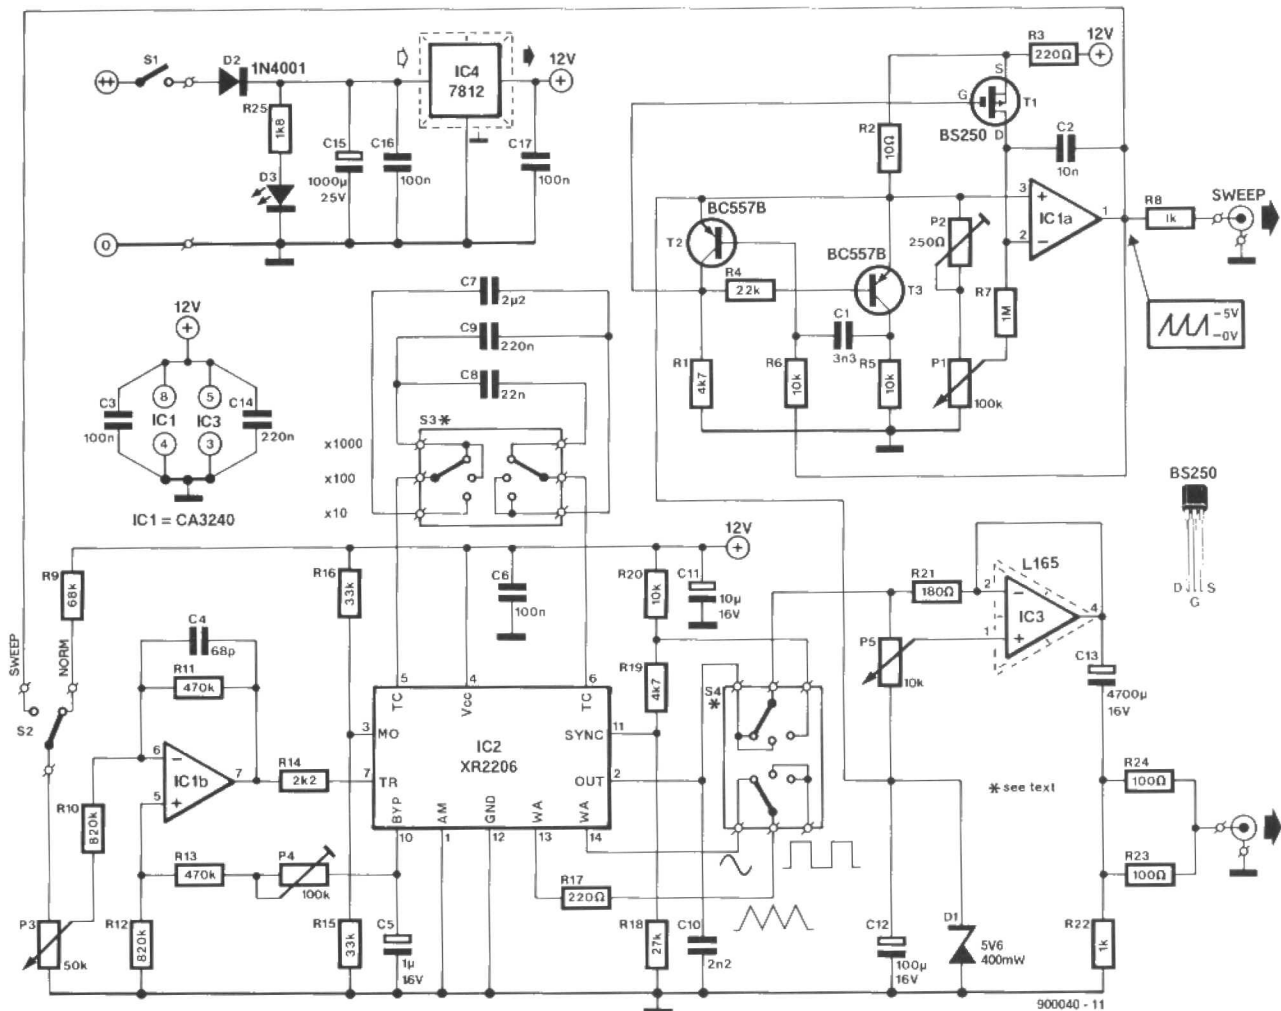 S1
D2
1N4001
R25
1k8
D3
C15
1000µ
25V
C16
100n
IC4
7812
12V
C17
100n
0
R3
220Ω
12V
S
G
D
T1
BS250
R2
10Ω
C2
10n
3
2
1
IC1a
R8
1k
SWEEP
P2
250Ω
BC557B
T2
R4
22k
BC557B
T3
R7
1M
C1
3n3
R1
4k7
R6
10k
R5
10k
P1
100k
–5V
–0V
C7
2µ2
C9
220n
C8
22n
S3*
x1000
x100
x10
12V
C3
100n
8
IC1
4
5
IC3
3
C14
220n
IC1 = CA3240
BS250
D
G
S
12V
R9
68k
R16
33k
C6
100n
R20
10k
C11
10µ
16V
R21
180Ω
L165
2
1
4
IC3
P5
10k
C13
4700µ
16V
SWEEP
NORM
S2
C4
68p
R11
470k
6
5
7
IC1b
R14
2k2
R10
820k
R13
470k
P4
100k
P3
50k
R12
820k
R15
33k
C5
1µ
16V
5
TC
4
Vcc
6
TC
3
MO
IC2
XR2206
SYNC
11
7
TR
OUT
2
BYP
AM
GND
WA
WA
10
1
12
13
14
R19
4k7
S4
*
R17
220Ω
R18
27k
C10
2n2
C12
100µ
16V
D1
5V6
400mW
* see text
R24
100Ω
R23
100Ω
R22
1k
900040 - 11